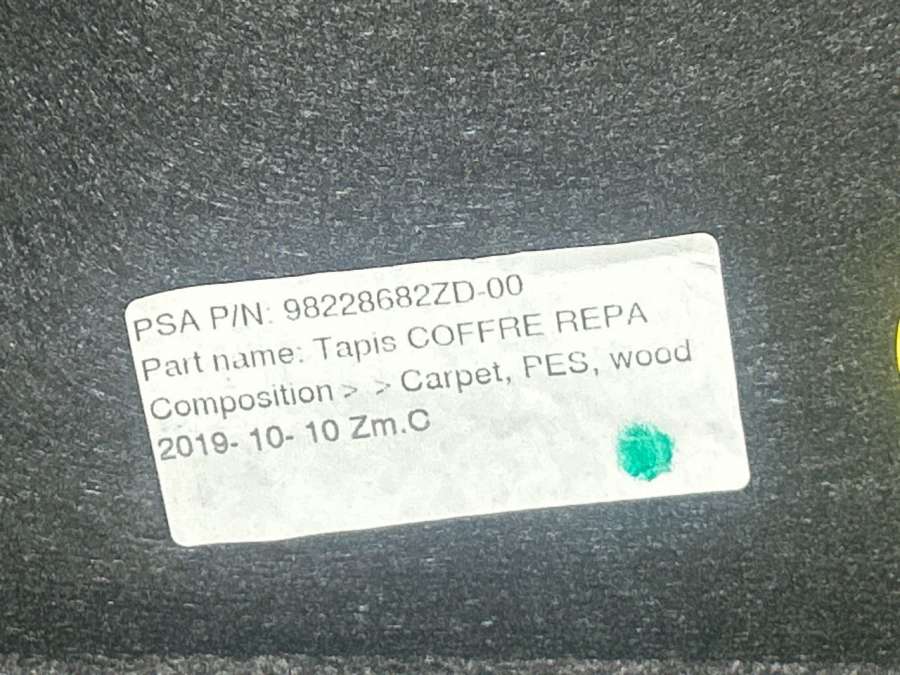 PSA P/N: 98228682ZD-00
Part name: Tapis COFFRE REPA
Composition > > Carpet, PES, wood
2019- 10- 10 Zm.C